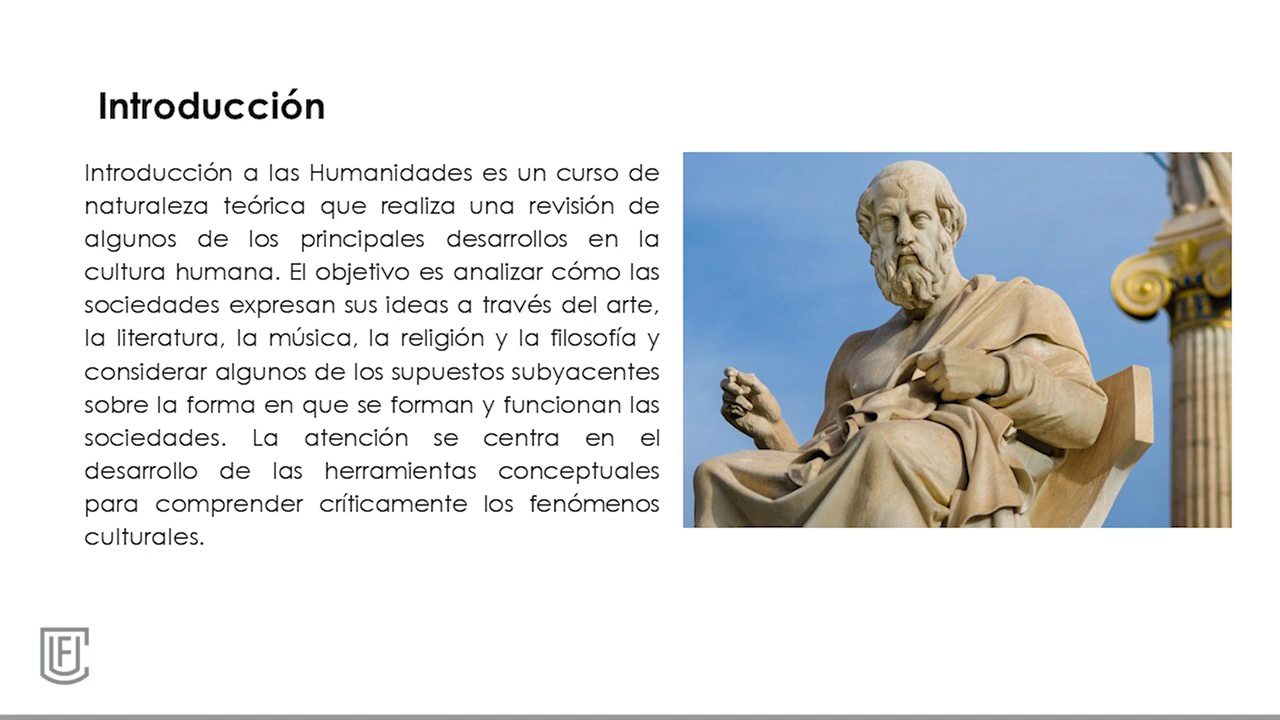 Introducción
Introducción a las Humanidades es un curso de
naturaleza teórica que realiza una revisión de
algunos de los principales desarrollos en la
cultura humana. El objetivo es analizar cómo las
sociedades expresan sus ideas a través del arte,
la literatura, la música, la religión y la filosofía y
considerar algunos de los supuestos subyacentes
sobre la forma en que se forman y funcionan las
sociedades. La atención se centra en el
desarrollo de las herramientas conceptuales
para comprender críticamente los fenómenos
culturales.